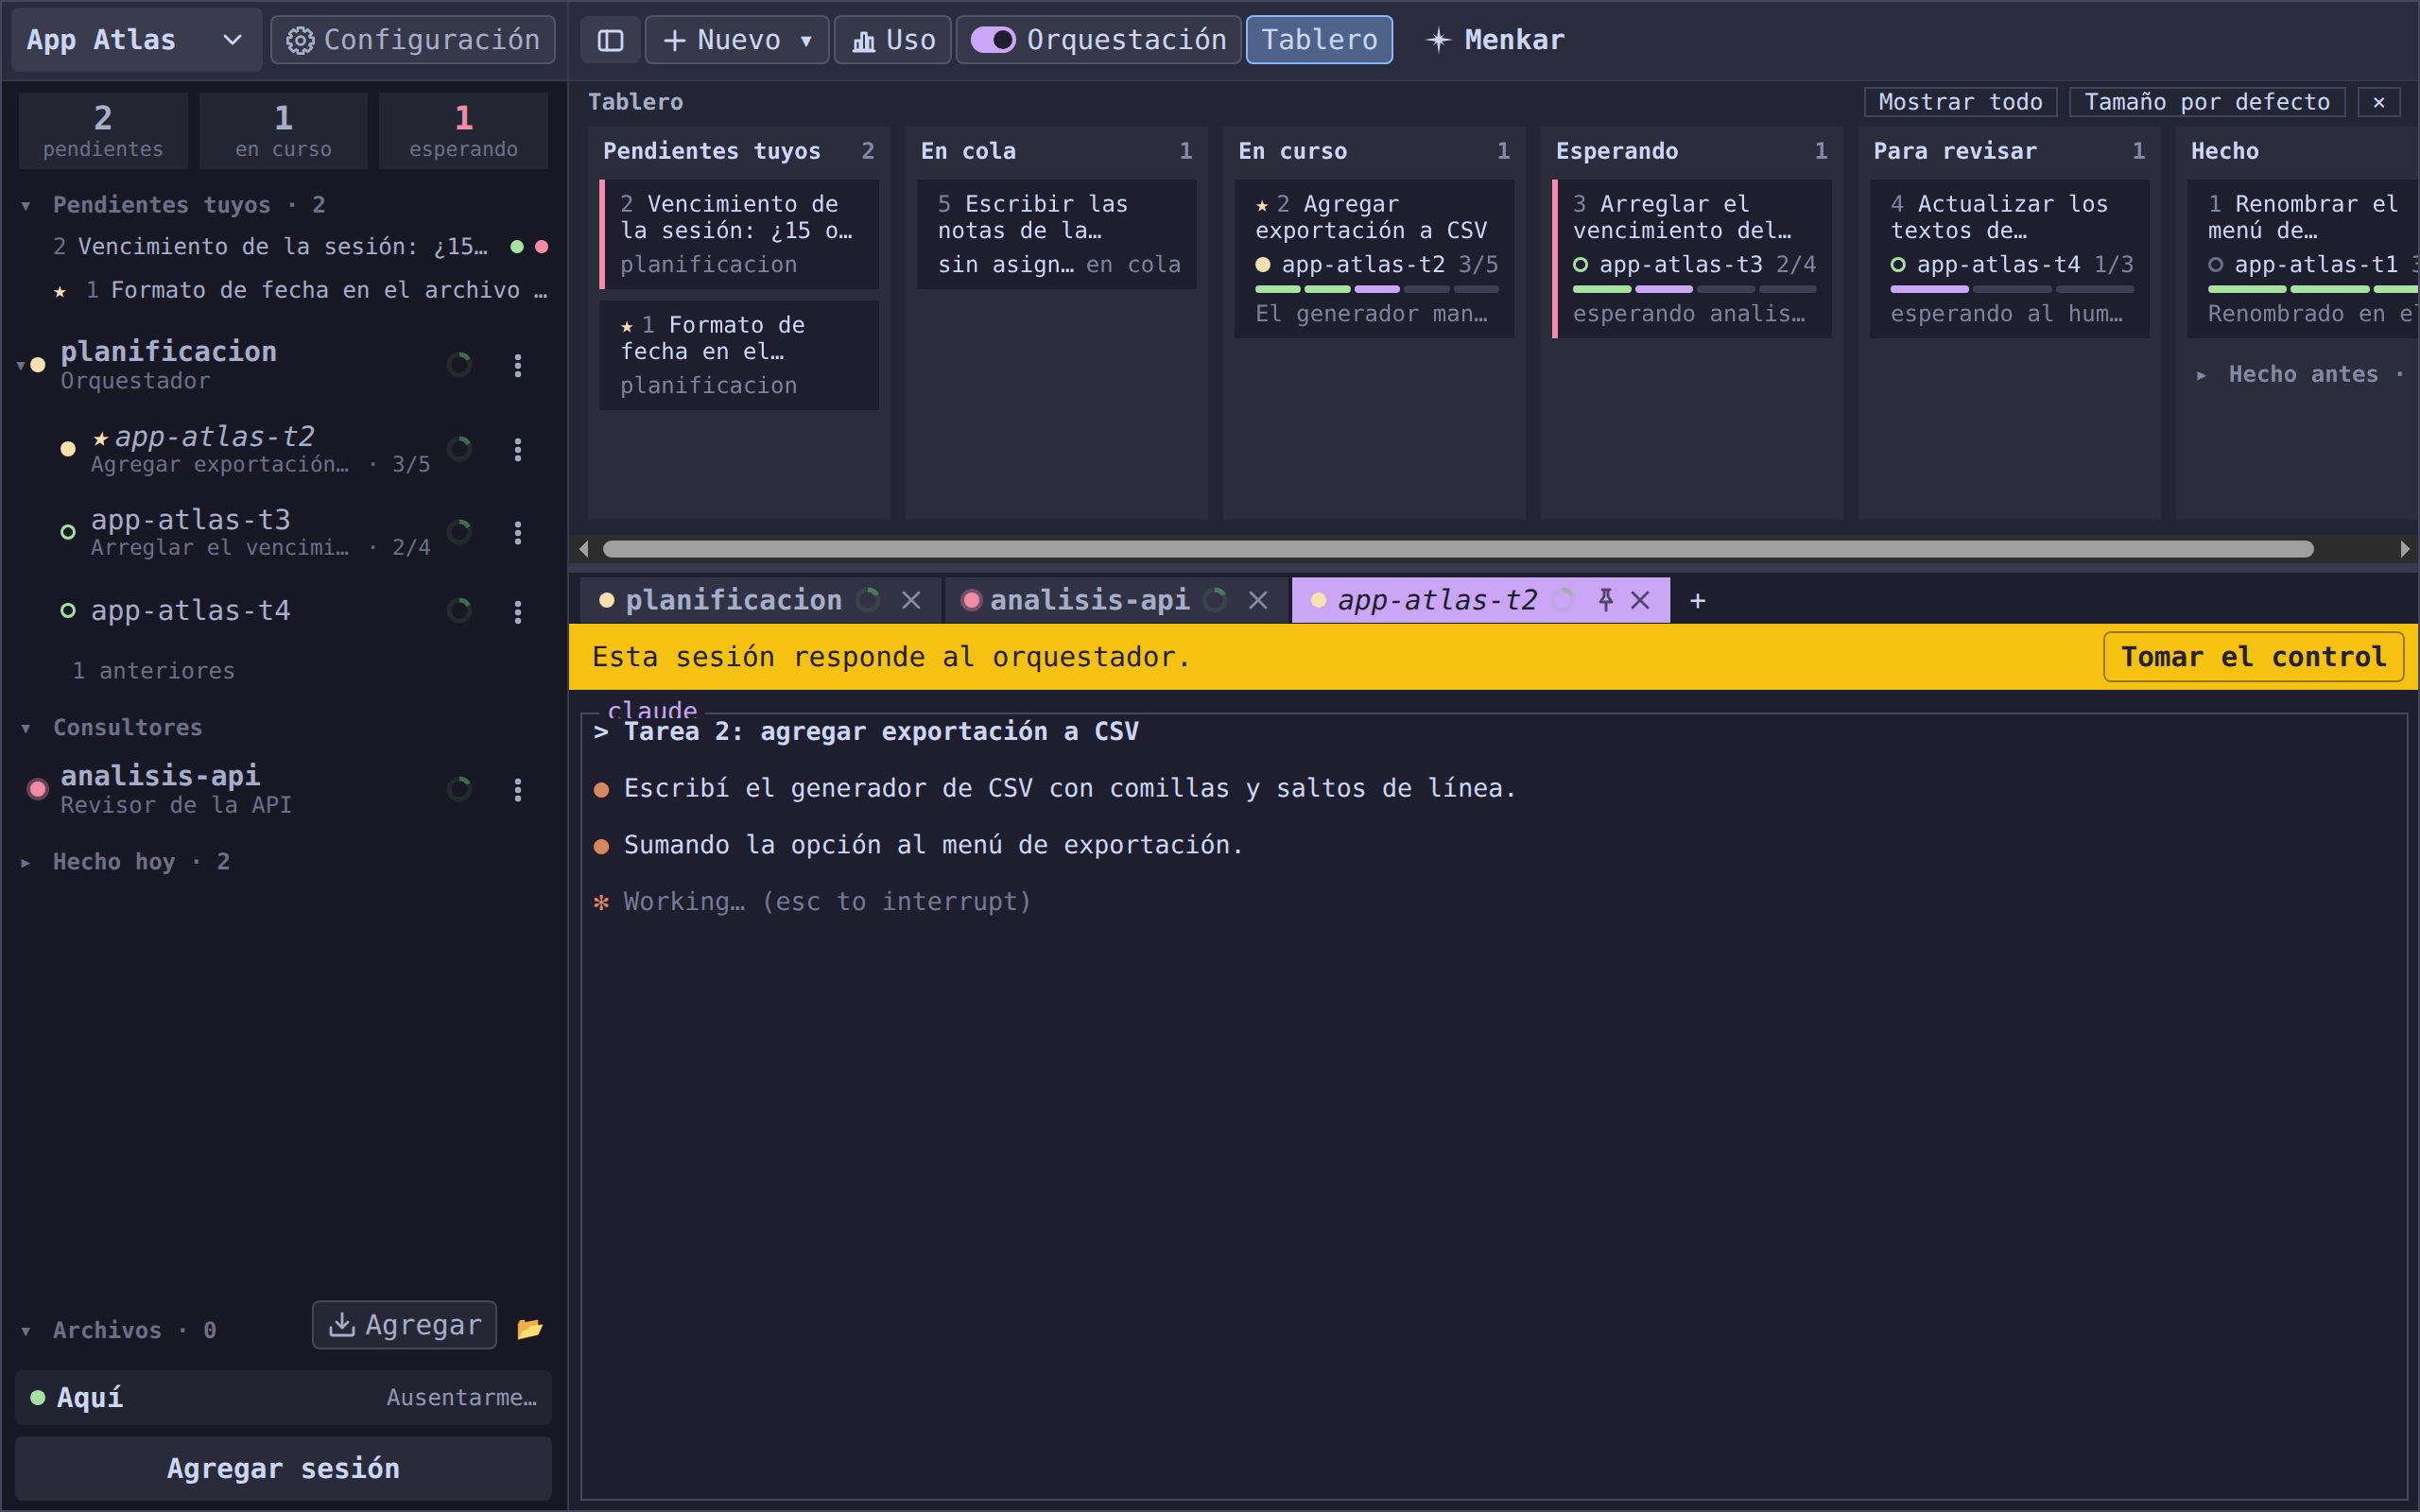 App Atlas
Configuración
Nuevo ▾
Uso
Orquestación
Tablero
Menkar
2
pendientes
1
en curso
1
esperando
Pendientes tuyos · 2
2 Vencimiento de la sesión: ¿15…
★ 1 Formato de fecha en el archivo …
planificacion
Orquestador
★ app-atlas-t2
Agregar exportación… · 3/5
app-atlas-t3
Arreglar el vencimi… · 2/4
app-atlas-t4
1 anteriores
Consultores
analisis-api
Revisor de la API
Hecho hoy · 2
Archivos · 0
Agregar
Aquí
Ausentarme…
Agregar sesión
Tablero
Mostrar todo
Tamaño por defecto
×
Pendientes tuyos 2
2 Vencimiento de
la sesión: ¿15 o…
planificacion
★ 1 Formato de
fecha en el…
planificacion
En cola 1
5 Escribir las
notas de la…
sin asign… en cola
En curso 1
★ 2 Agregar
exportación a CSV
app-atlas-t2 3/5
El generador man…
Esperando 1
3 Arreglar el
vencimiento del…
app-atlas-t3 2/4
esperando analis…
Para revisar 1
4 Actualizar los
textos de…
app-atlas-t4 1/3
esperando al hum…
Hecho
1 Renombrar el
menú de…
app-atlas-t1
Renombrado en el
Hecho antes ·
planificacion
analisis-api
app-atlas-t2
+
Esta sesión responde al orquestador.
Tomar el control
claude
> Tarea 2: agregar exportación a CSV
● Escribí el generador de CSV con comillas y saltos de línea.
● Sumando la opción al menú de exportación.
✻ Working… (esc to interrupt)